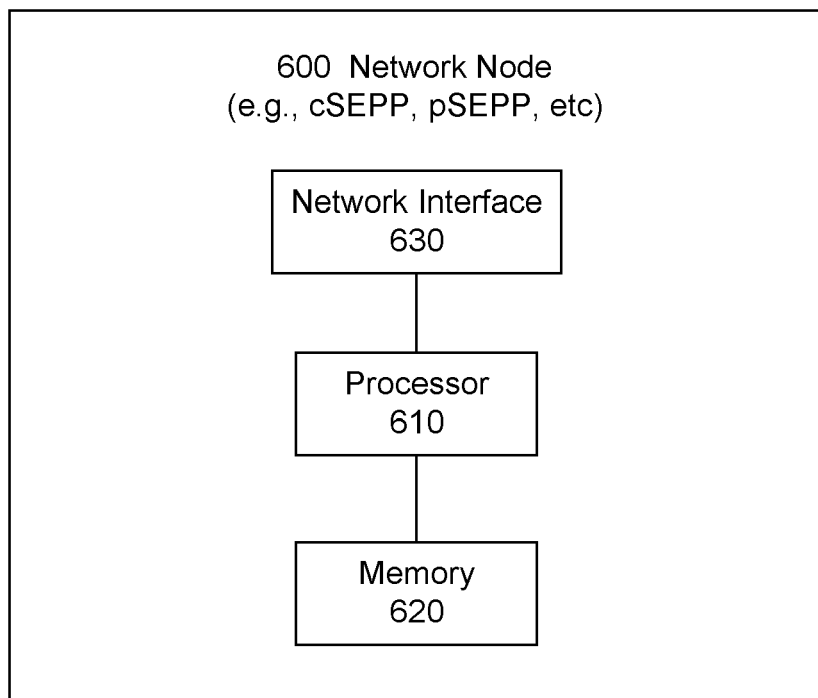 600 Network Node
(e.g., cSEPP, pSEPP, etc)
Network Interface
630
Processor
610
Memory
620